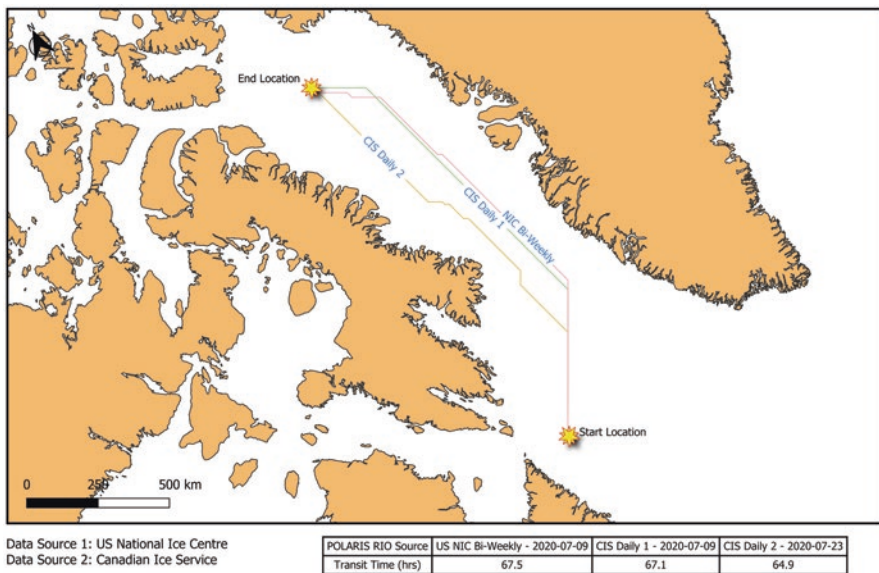 N
End Location
CIS Daily 2
CIS Daily 1
NIC Bi-Weekly
Start Location
0 250 500 km
Data Source 1: US National Ice Centre
Data Source 2: Canadian Ice Service
POLARIS RIO Source US NIC Bi-Weekly - 2020-07-09 CIS Daily 1 - 2020-07-09 CIS Daily 2 - 2020-07-23
Transit Time (hrs) 67.5 67.1 64.9